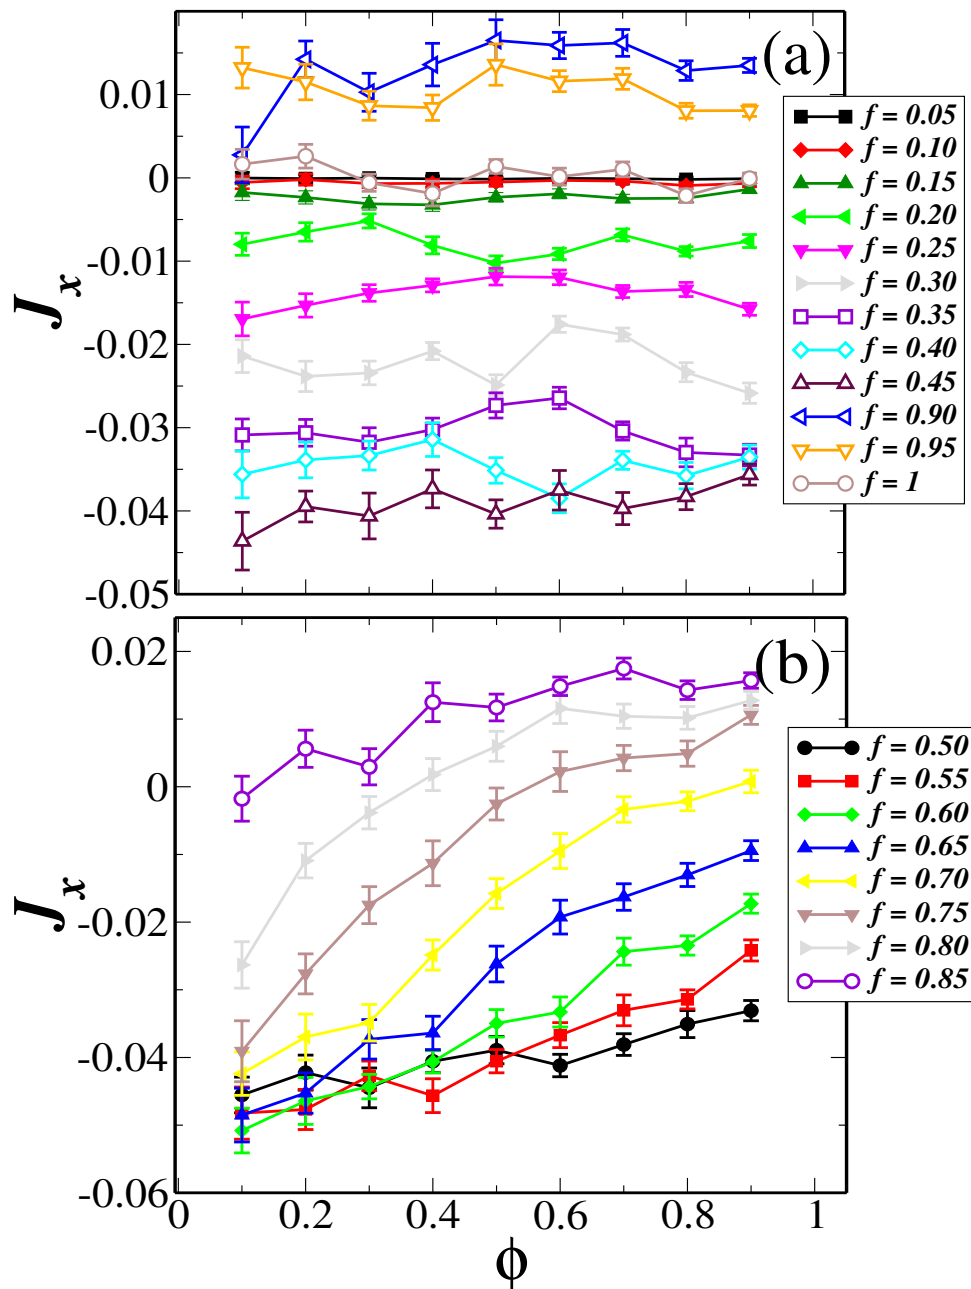 (a)
0.01
0
-0.01
-0.02
-0.03
-0.04
-0.05
J_x
f = 0.05
f = 0.10
f = 0.15
f = 0.20
f = 0.25
f = 0.30
f = 0.35
f = 0.40
f = 0.45
f = 0.90
f = 0.95
f = 1
(b)
0.02
0
-0.02
-0.04
-0.06
J_x
f = 0.50
f = 0.55
f = 0.60
f = 0.65
f = 0.70
f = 0.75
f = 0.80
f = 0.85
0 0.2 0.4 0.6 0.8 1
ϕ